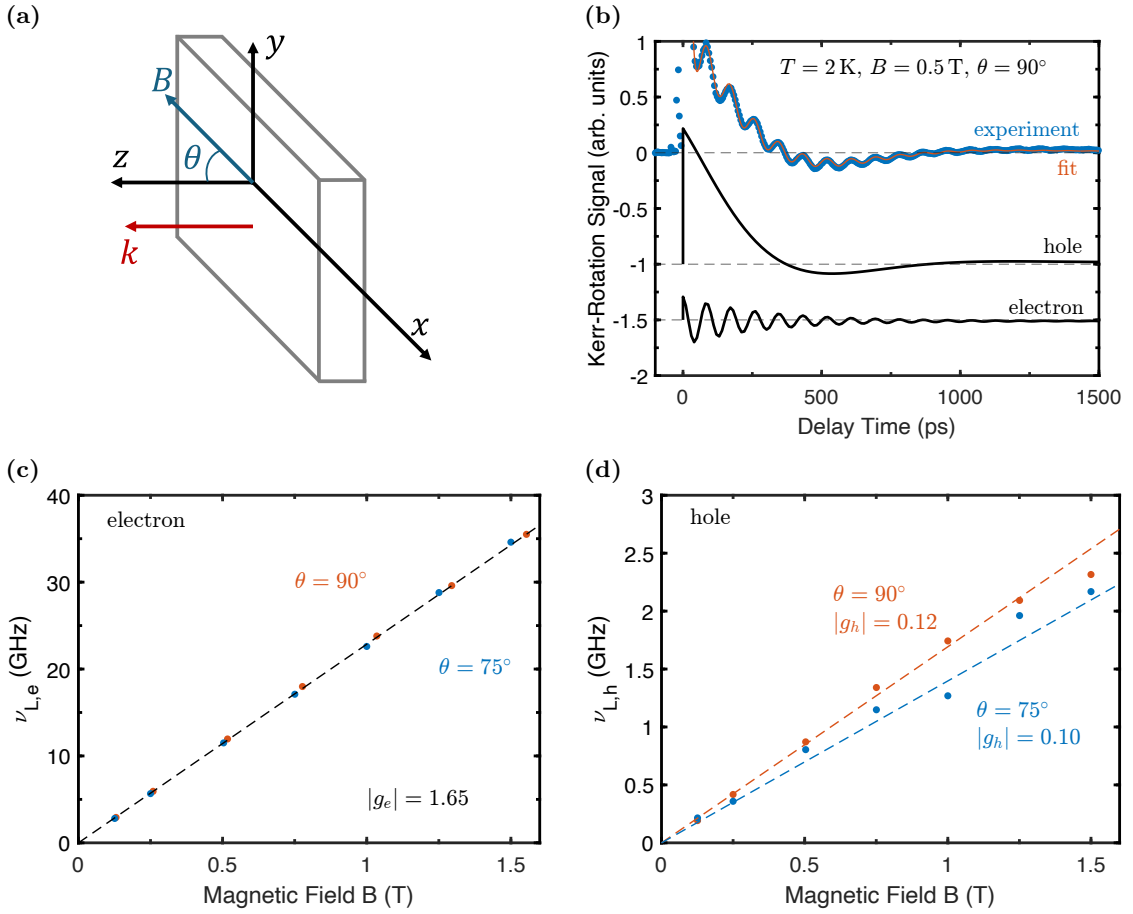 (a)
y
B
z
θ
k
x
(b)
Kerr-Rotation Signal (arb. units)
1
0.5
0
-0.5
-1
-1.5
-2
T = 2 K, B = 0.5 T, θ = 90°
experiment
fit
hole
electron
0
500
1000
1500
Delay Time (ps)
(c)
ν_L,e (GHz)
40
30
20
10
0
electron
θ = 90°
θ = 75°
|g_e| = 1.65
0
0.5
1
1.5
Magnetic Field B (T)
(d)
ν_L,h (GHz)
3
2.5
2
1.5
1
0.5
0
hole
θ = 90°
|g_h| = 0.12
θ = 75°
|g_h| = 0.10
0
0.5
1
1.5
Magnetic Field B (T)